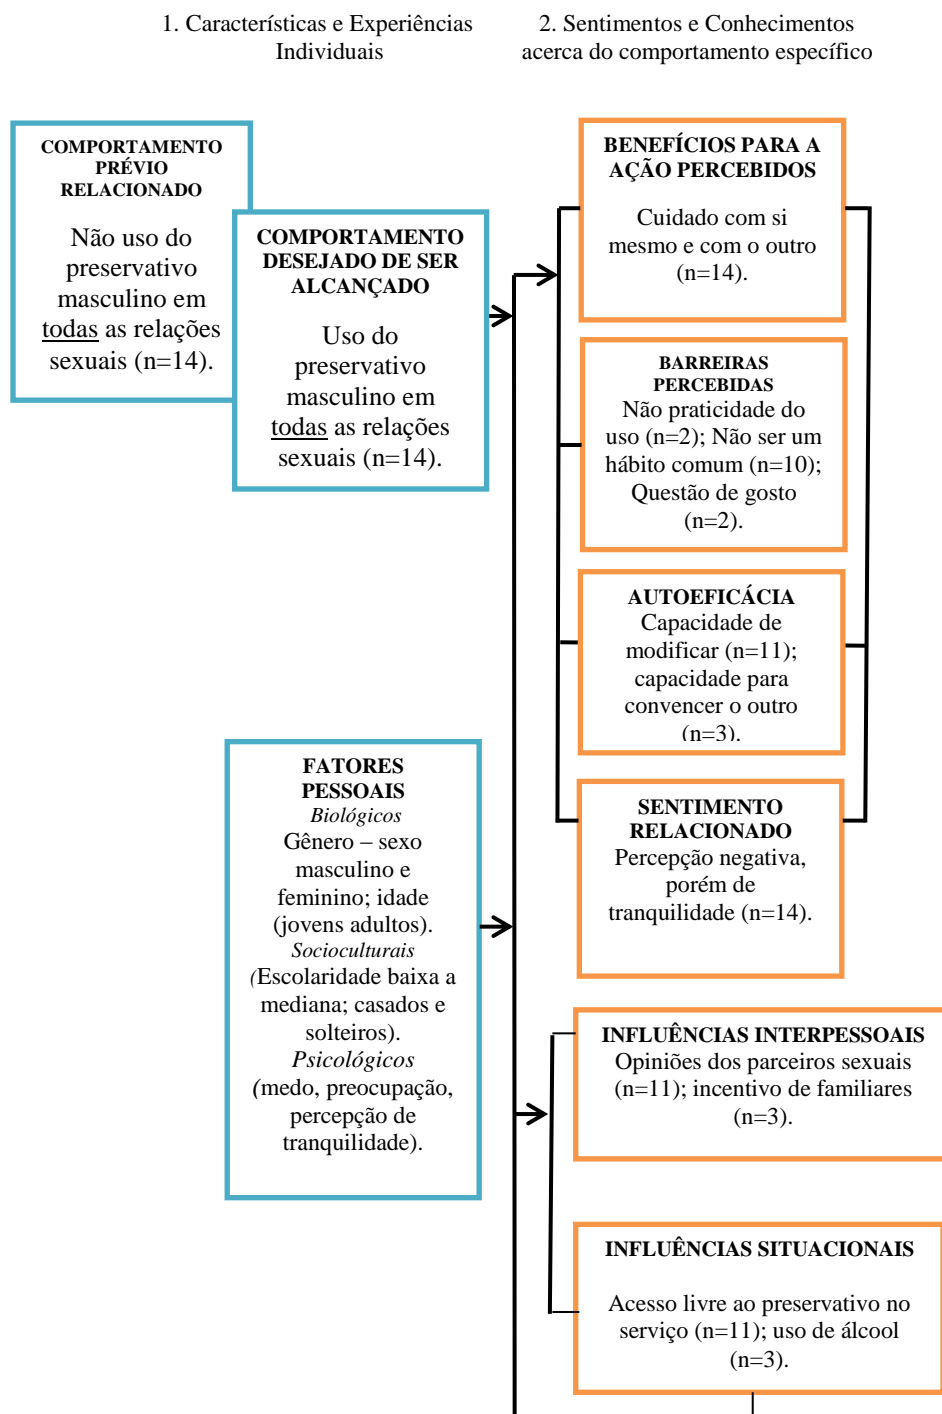 1. Características e Experiências
Individuais
2. Sentimentos e Conhecimentos
acerca do comportamento específico
COMPORTAMENTO
PRÉVIO
RELACIONADO
Não uso do
preservativo
masculino em
todas as relações
sexuais (n=14).
COMPORTAMENTO
DESEJADO DE SER
ALCANÇADO
Uso do
preservativo
masculino em
todas as relações
sexuais (n=14).
FATORES
PESSOAIS
Biológicos
Gênero – sexo
masculino e
feminino; idade
(jovens adultos).
Socioculturais
(Escolaridade baixa a
mediana; casados e
solteiros).
Psicológicos
(medo, preocupação,
percepção de
tranquilidade).
BENEFÍCIOS PARA A
AÇÃO PERCEBIDOS
Cuidado com si
mesmo e com o outro
(n=14).
BARREIRAS
PERCEBIDAS
Não praticidade do
uso (n=2); Não ser um
hábito comum (n=10);
Questão de gosto
(n=2).
AUTOEFICÁCIA
Capacidade de
modificar (n=11);
capacidade para
convencer o outro
(n=3).
SENTIMENTO
RELACIONADO
Percepção negativa,
porém de
tranquilidade (n=14).
INFLUÊNCIAS INTERPESSOAIS
Opiniões dos parceiros sexuais
(n=11); incentivo de familiares
(n=3).
INFLUÊNCIAS SITUACIONAIS
Acesso livre ao preservativo no
serviço (n=11); uso de álcool
(n=3).